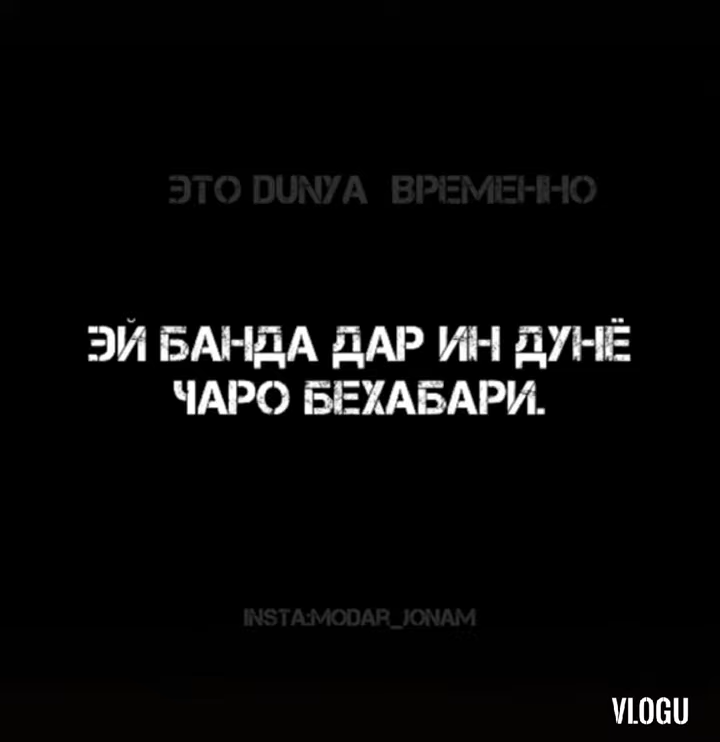 ЭТО DUNYA ВРЕМЕННО
ЭЙ БАНДА ДАР ИН ДУНЁ
ЧАРО БЕХАБАРИ.
INSTA:MODAR_JONAM
VLOGU